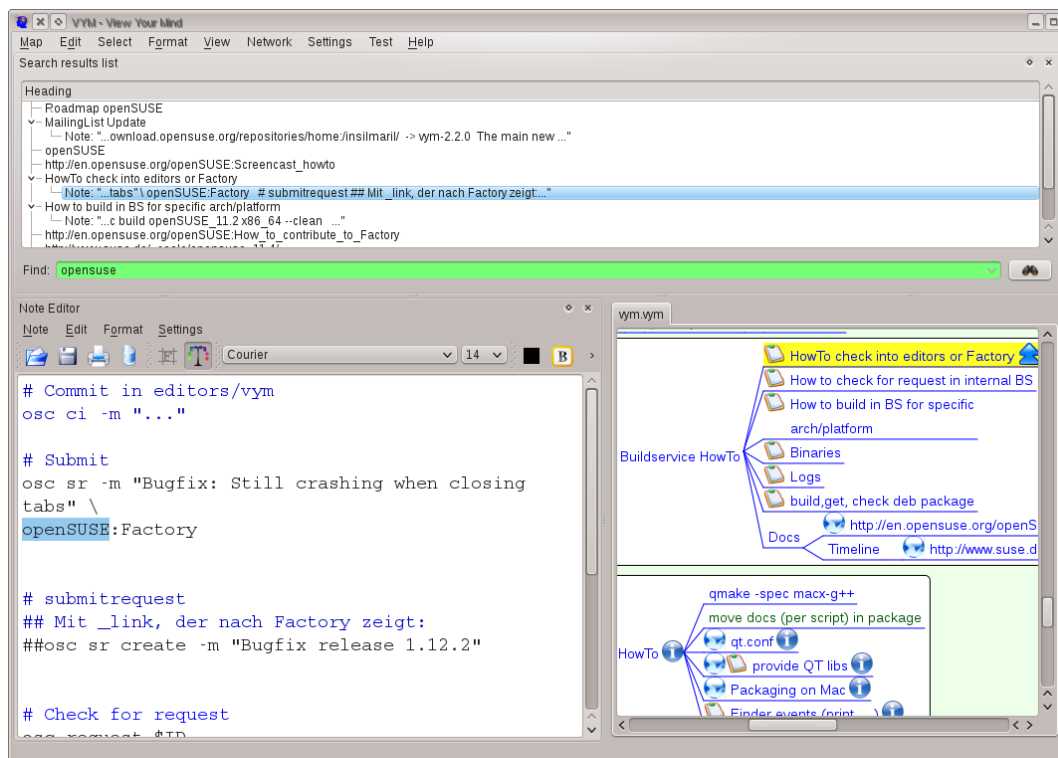 VYM - View Your Mind
Map Edit Select Format View Network Settings Test Help
Search results list
Heading
Roadmap openSUSE
MailingList Update
Note: "...ownload.opensuse.org/repositories/home:/insilmaril/ -> vym-2.2.0 The main new ..."
openSUSE
http://en.opensuse.org/openSUSE:Screencast_howto
HowTo check into editors or Factory
Note: "...tabs" \ openSUSE:Factory # submitrequest ## Mit _link, der nach Factory zeigt:..."
How to build in BS for specific arch/platform
Note: "...c build openSUSE_11.2 x86_64 --clean ..."
http://en.opensuse.org/openSUSE:How_to_contribute_to_Factory
Find: opensuse
Note Editor
Note Edit Format Settings
Courier 14 B
# Commit in editors/vym
osc ci -m "..."
# Submit
osc sr -m "Bugfix: Still crashing when closing
tabs" \
openSUSE:Factory
# submitrequest
## Mit _link, der nach Factory zeigt:
##osc sr create -m "Bugfix release 1.12.2"
# Check for request
osc request $ID
vym.vym
HowTo check into editors or Factory
How to check for request in internal BS
How to build in BS for specific
arch/platform
Buildservice HowTo
Binaries
Logs
build,get, check deb package
Docs
http://en.opensuse.org/openS
Timeline http://www.suse.d
qmake -spec macx-g++
move docs (per script) in package
HowTo
qt.conf
provide QT libs
Packaging on Mac
Finder events (print, ...)